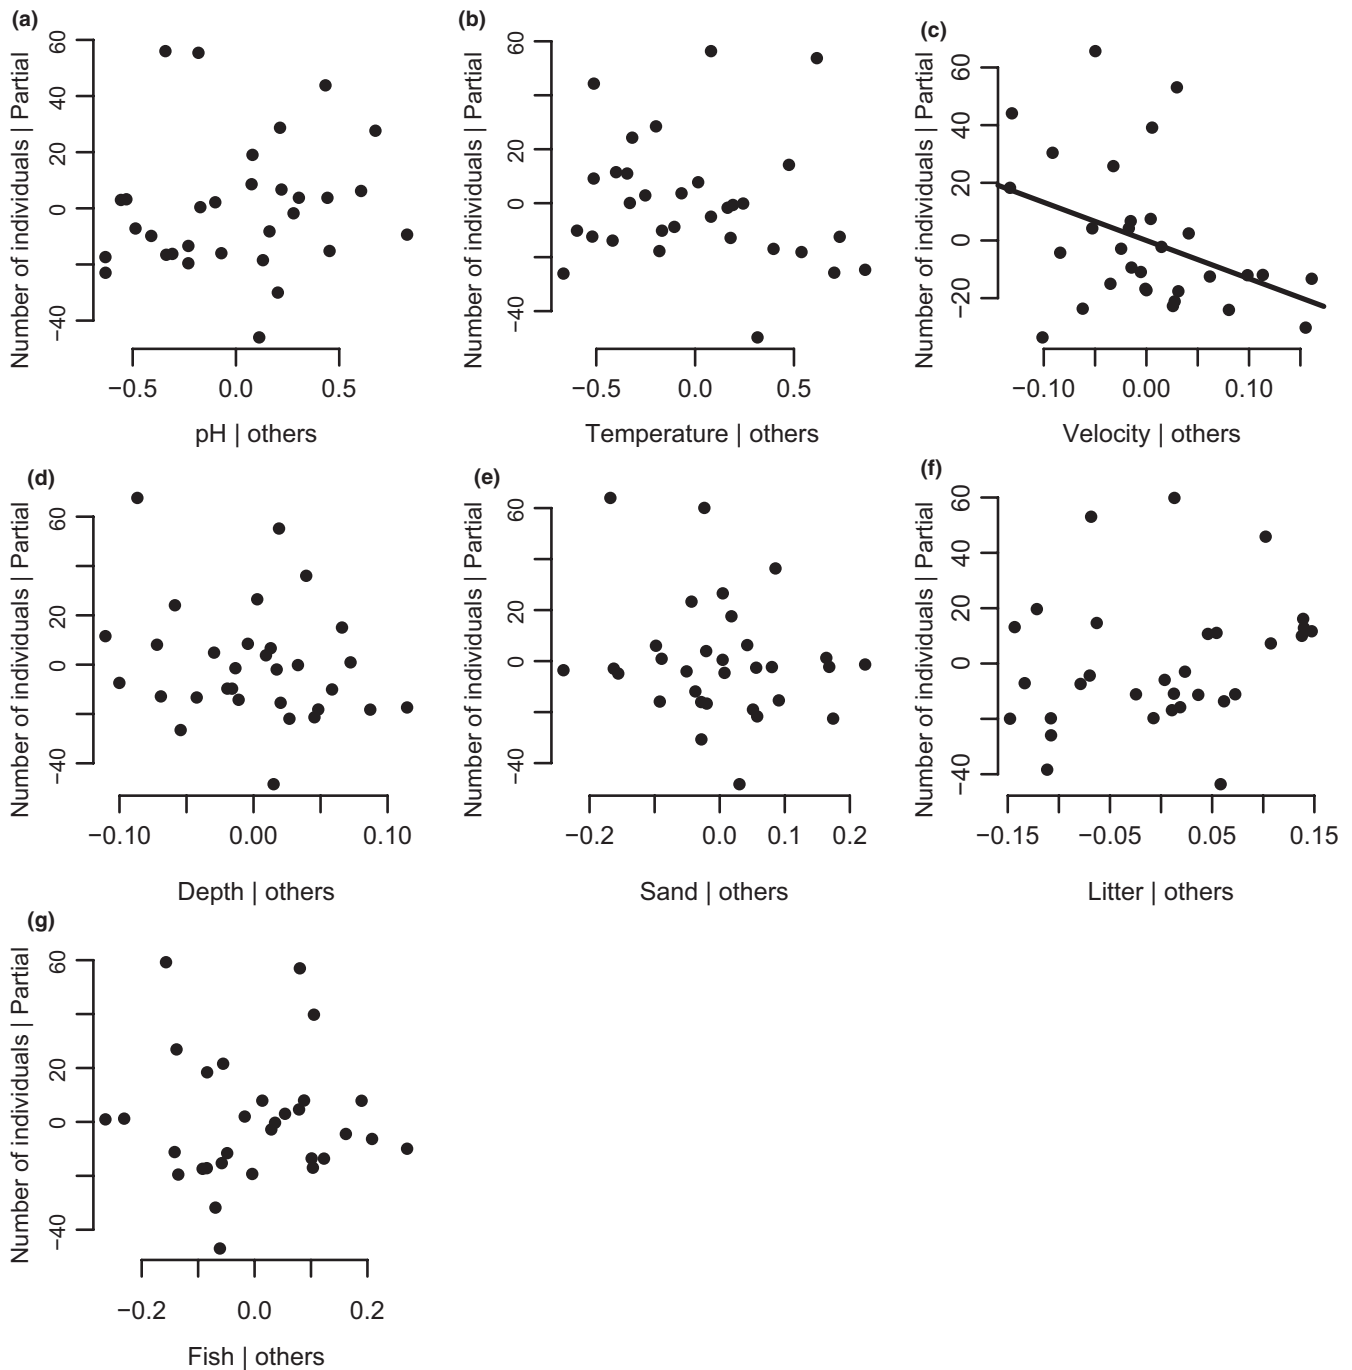 (a)
Number of individuals | Partial
60
40
20
0
−40
−0.5 0.0 0.5
pH | others
(b)
Number of individuals | Partial
60
20
0
−40
−0.5 0.0 0.5
Temperature | others
(c)
Number of individuals | Partial
60
40
20
0
−20
−0.10 0.00 0.10
Velocity | others
(d)
Number of individuals | Partial
60
20
0
−40
−0.10 0.00 0.10
Depth | others
(e)
Number of individuals | Partial
60
20
0
−40
−0.2 0.0 0.1 0.2
Sand | others
(f)
Number of individuals | Partial
60
40
20
0
−40
−0.15 −0.05 0.05 0.15
Litter | others
(g)
Number of individuals | Partial
60
20
0
−40
−0.2 0.0 0.2
Fish | others